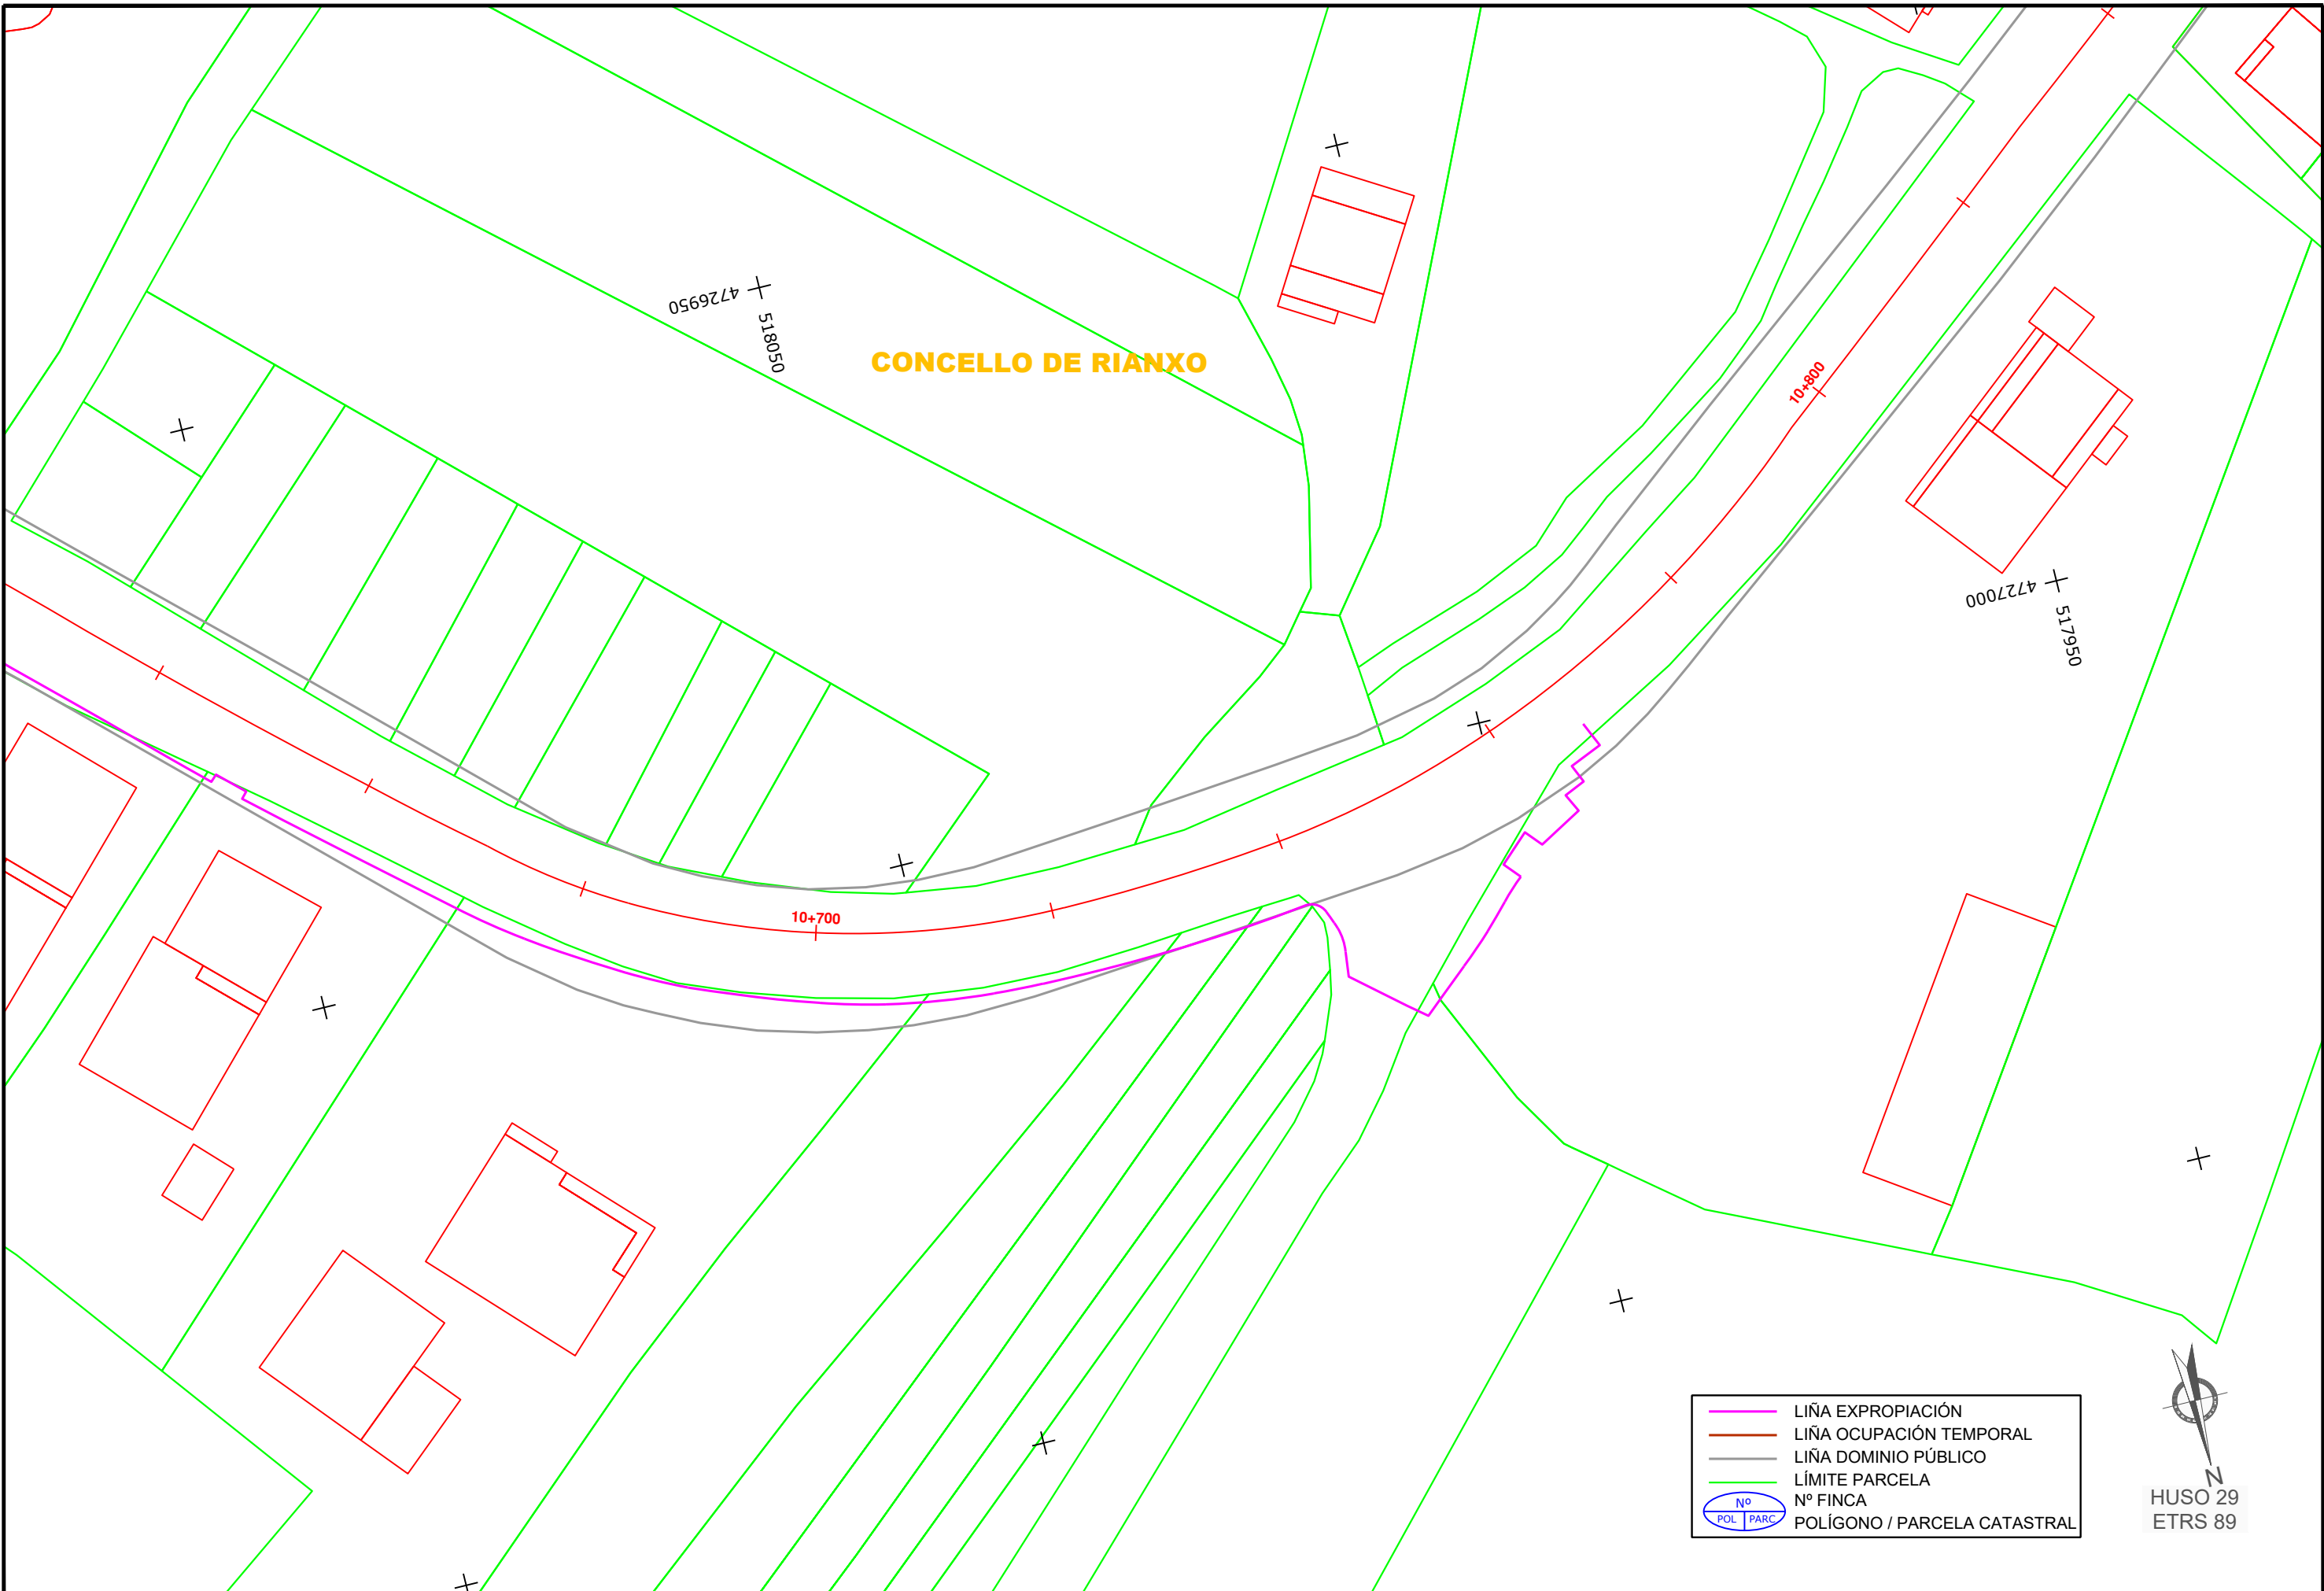 4726950
518050
CONCELLO DE RIANXO
10+800
4727000
517950
10+700
LIÑA EXPROPIACIÓN
LIÑA OCUPACIÓN TEMPORAL
LIÑA DOMINIO PÚBLICO
LÍMITE PARCELA
Nº
Nº FINCA
POL PARC
POLÍGONO / PARCELA CATASTRAL
N
HUSO 29
ETRS 89